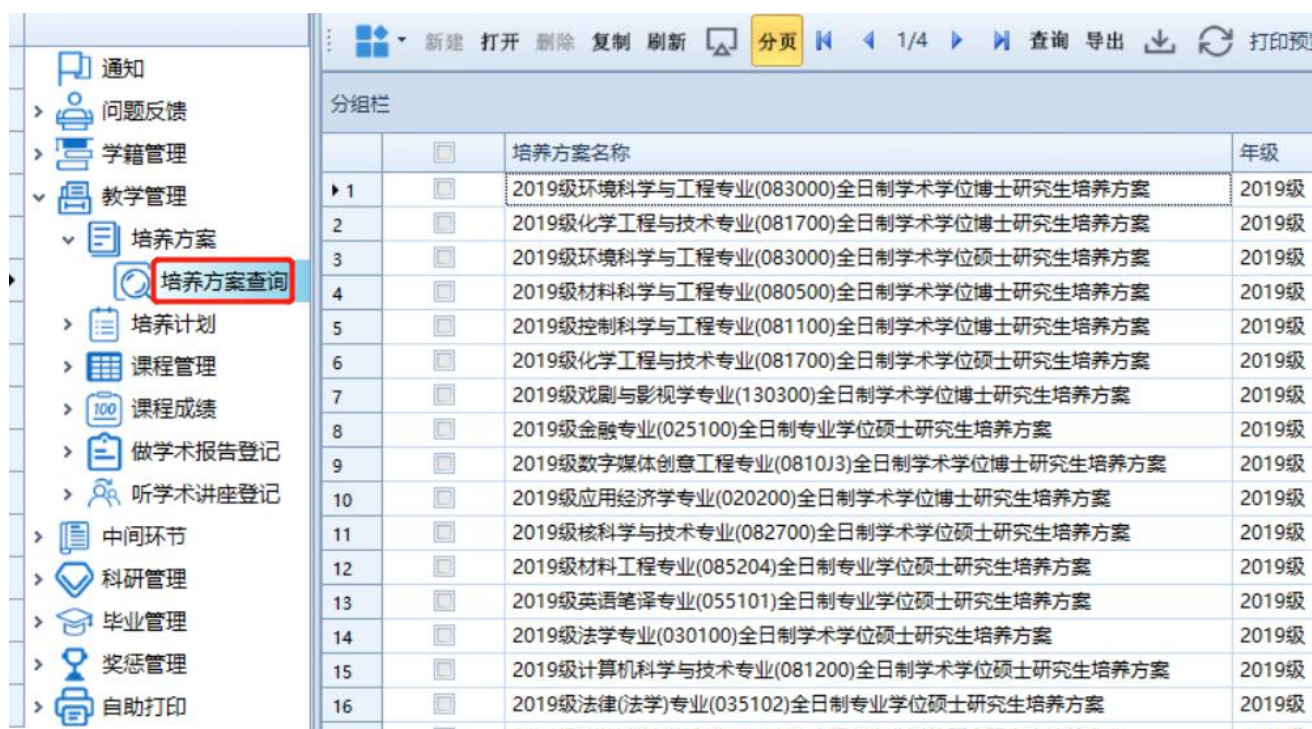 新建 打开 删除 复制 刷新 分页 1/4 查询 导出 打印预
通知
问题反馈
学籍管理
教学管理
培养方案
培养方案查询
培养计划
课程管理
100 课程成绩
做学术报告登记
听学术讲座登记
中间环节
科研管理
毕业管理
奖惩管理
自助打印
分组栏
培养方案名称 年级
1 2019级环境科学与工程专业(083000)全日制学术学位博士研究生培养方案 2019级
2 2019级化学工程与技术专业(081700)全日制学术学位博士研究生培养方案 2019级
3 2019级环境科学与工程专业(083000)全日制学术学位硕士研究生培养方案 2019级
4 2019级材料科学与工程专业(080500)全日制学术学位博士研究生培养方案 2019级
5 2019级控制科学与工程专业(081100)全日制学术学位博士研究生培养方案 2019级
6 2019级化学工程与技术专业(081700)全日制学术学位硕士研究生培养方案 2019级
7 2019级戏剧与影视学专业(130300)全日制学术学位博士研究生培养方案 2019级
8 2019级金融专业(025100)全日制专业学位硕士研究生培养方案 2019级
9 2019级数字媒体创意工程专业(0810J3)全日制学术学位博士研究生培养方案 2019级
10 2019级应用经济学专业(020200)全日制学术学位博士研究生培养方案 2019级
11 2019级核科学与技术专业(082700)全日制学术学位硕士研究生培养方案 2019级
12 2019级材料工程专业(085204)全日制专业学位硕士研究生培养方案 2019级
13 2019级英语笔译专业(055101)全日制专业学位硕士研究生培养方案 2019级
14 2019级法学专业(030100)全日制学术学位硕士研究生培养方案 2019级
15 2019级计算机科学与技术专业(081200)全日制学术学位硕士研究生培养方案 2019级
16 2019级法律(法学)专业(035102)全日制专业学位硕士研究生培养方案 2019级